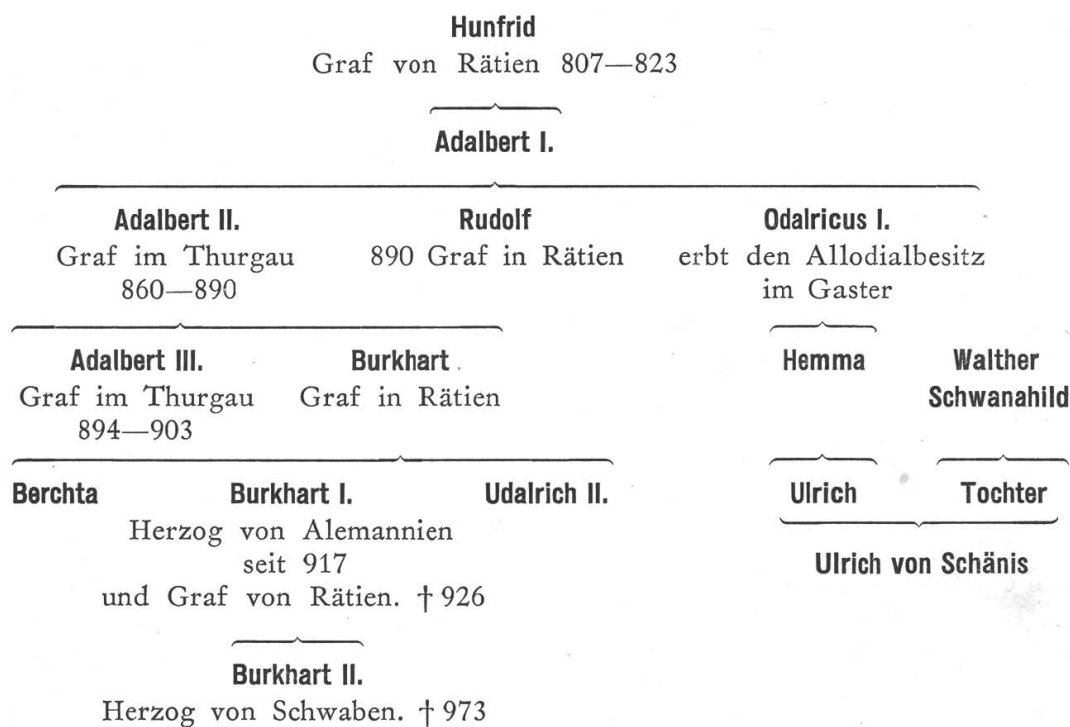 Hunfrid
Graf von Rätien 807—823
Adalbert I.
Adalbert II. Rudolf Odalricus I.
Graf im Thurgau 890 Graf in Rätien erbt den Allodialbesitz
860—890 im Gaster
Adalbert III. Burkhart Hemma Walther
Graf im Thurgau Graf in Rätien Schwanahild
894—903
Berchta Burkhart I. Udalrich II. Ulrich Tochter
Herzog von Alemannien
seit 917 Ulrich von Schänis
und Graf von Rätien. † 926
Burkhart II.
Herzog von Schwaben. † 973